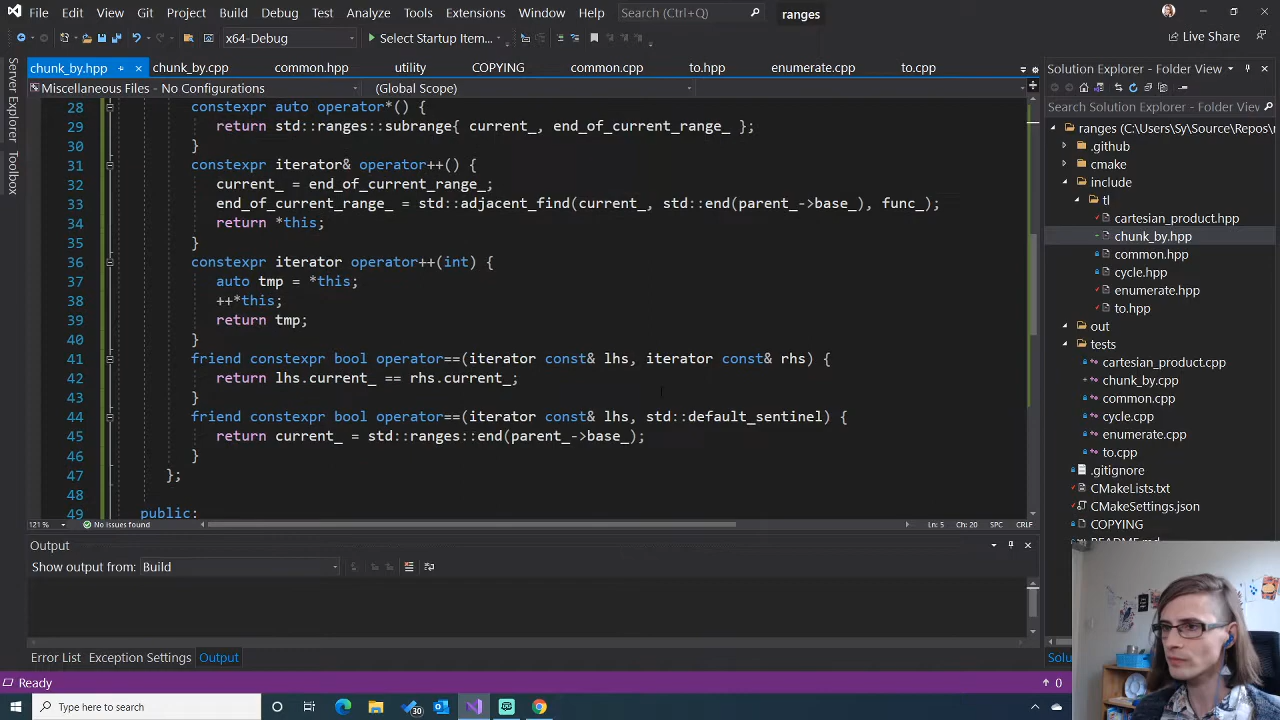 File Edit View Git Project Build Debug Test Analyze Tools Extensions Window Help Search (Ctrl+Q) ranges
x64-Debug Select Startup Item... Live Share
chunk_by.hpp chunk_by.cpp common.hpp utility COPYING common.cpp to.hpp enumerate.cpp to.cpp
Miscellaneous Files - No Configurations (Global Scope)
28 constexpr auto operator*() {
29 return std::ranges::subrange{ current_, end_of_current_range_ };
30 }
31 constexpr iterator& operator++() {
32 current_ = end_of_current_range_;
33 end_of_current_range_ = std::adjacent_find(current_, std::end(parent_->base_), func_);
34 return *this;
35 }
36 constexpr iterator operator++(int) {
37 auto tmp = *this;
38 ++*this;
39 return tmp;
40 }
41 friend constexpr bool operator==(iterator const& lhs, iterator const& rhs) {
42 return lhs.current_ == rhs.current_;
43 }
44 friend constexpr bool operator==(iterator const& lhs, std::default_sentinel) {
45 return current_ = std::ranges::end(parent_->base_);
46 }
47 };
48
49 public:
121 % No issues found Ln: 5 Ch: 20 SPC CRLF
Output
Show output from: Build
Error List Exception Settings Output
Ready
Server Explorer
Toolbox
Solution Explorer - Folder View
Search Solution Explorer - Folder View (
ranges (C:\Users\Sy\Source\Repos\r
.github
cmake
include
tl
cartesian_product.hpp
chunk_by.hpp
common.hpp
cycle.hpp
enumerate.hpp
to.hpp
out
tests
cartesian_product.cpp
chunk_by.cpp
common.cpp
cycle.cpp
enumerate.cpp
to.cpp
.gitignore
CMakeLists.txt
CMakeSettings.json
COPYING
README.md
Solu
0
Type here to search
30